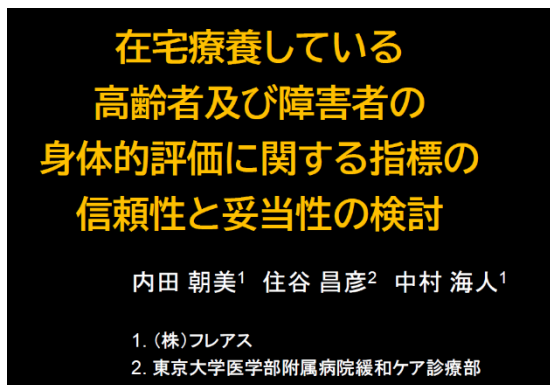 在宅療養している
高齢者及び障害者の
身体的評価に関する指標の
信頼性と妥当性の検討
内田 朝美¹ 住谷 昌彦² 中村 海人¹
1. (株)フレアス
2. 東京大学医学部附属病院緩和ケア診療部